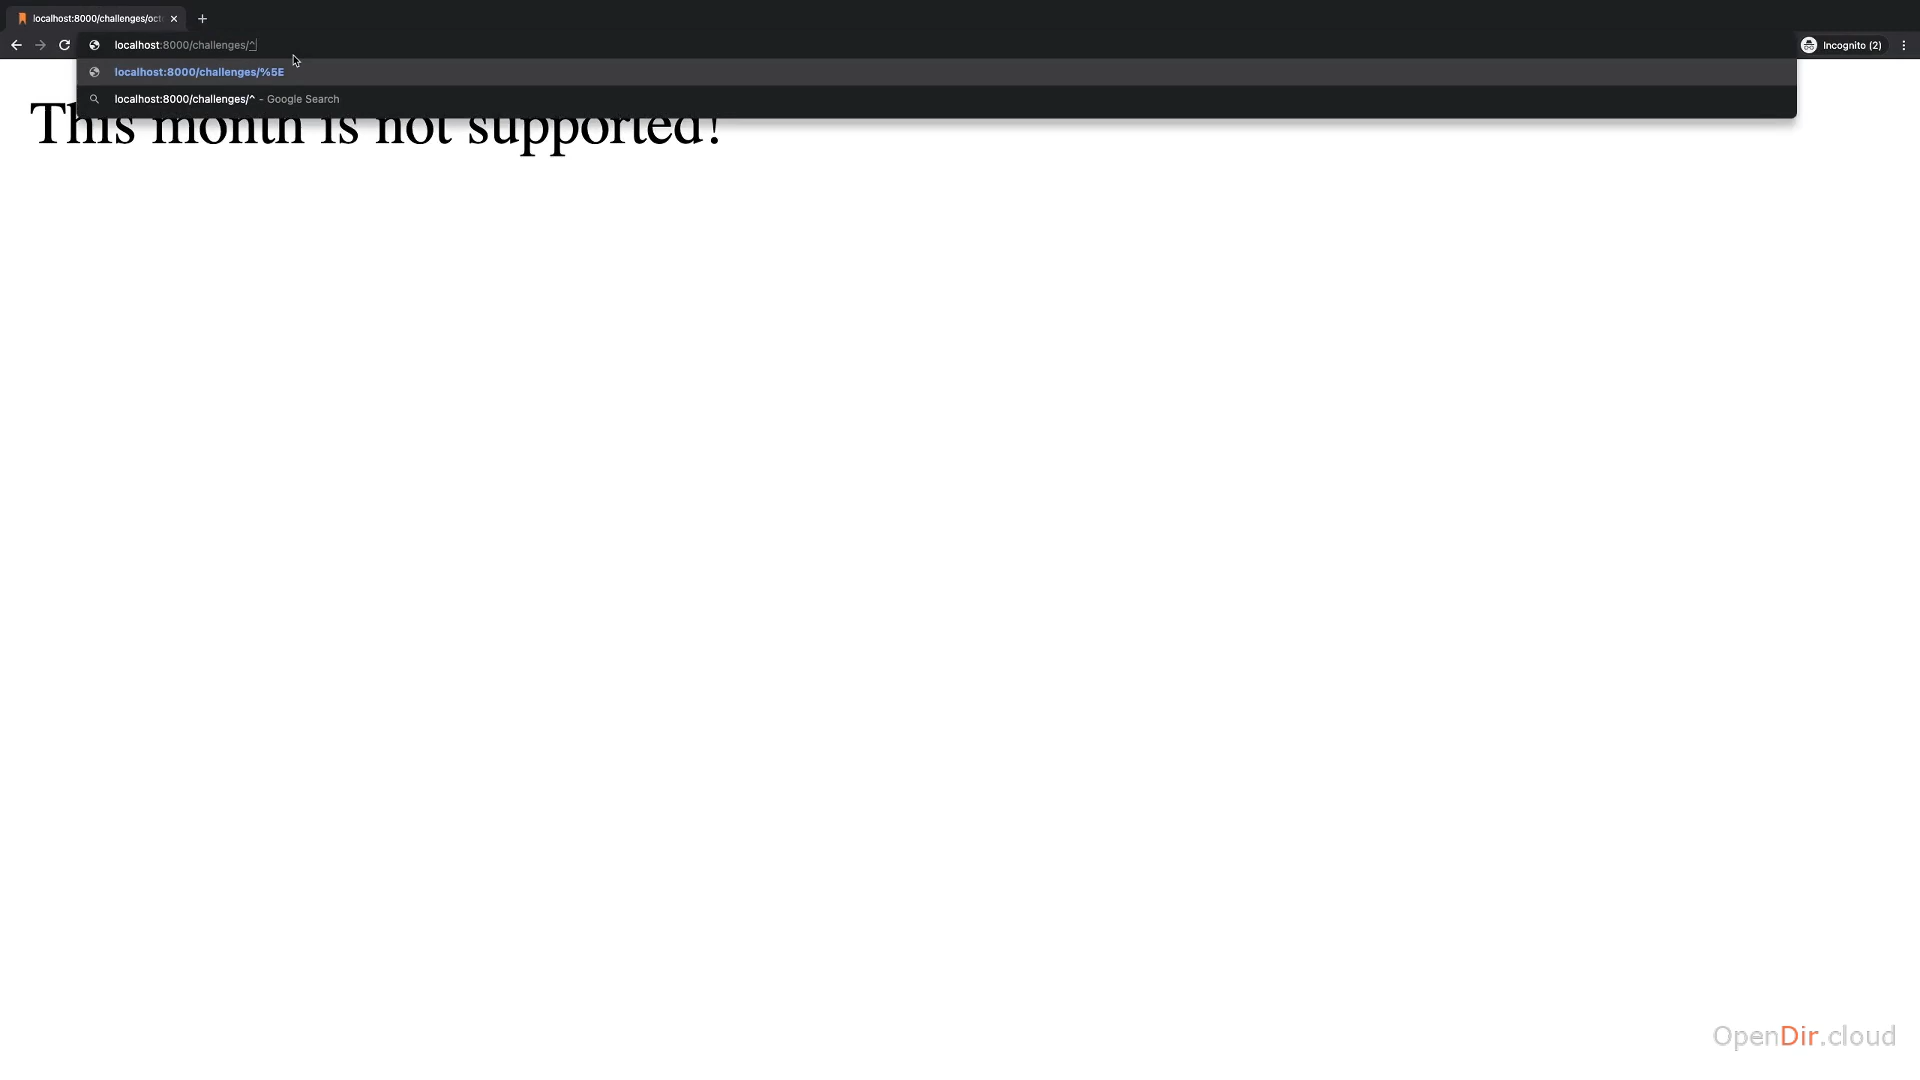 localhost:8000/challenges/oct
localhost:8000/challenges/^
Incognito (2)
localhost:8000/challenges/%5E
localhost:8000/challenges/^ - Google Search
This month is not supported!
OpenDir.cloud